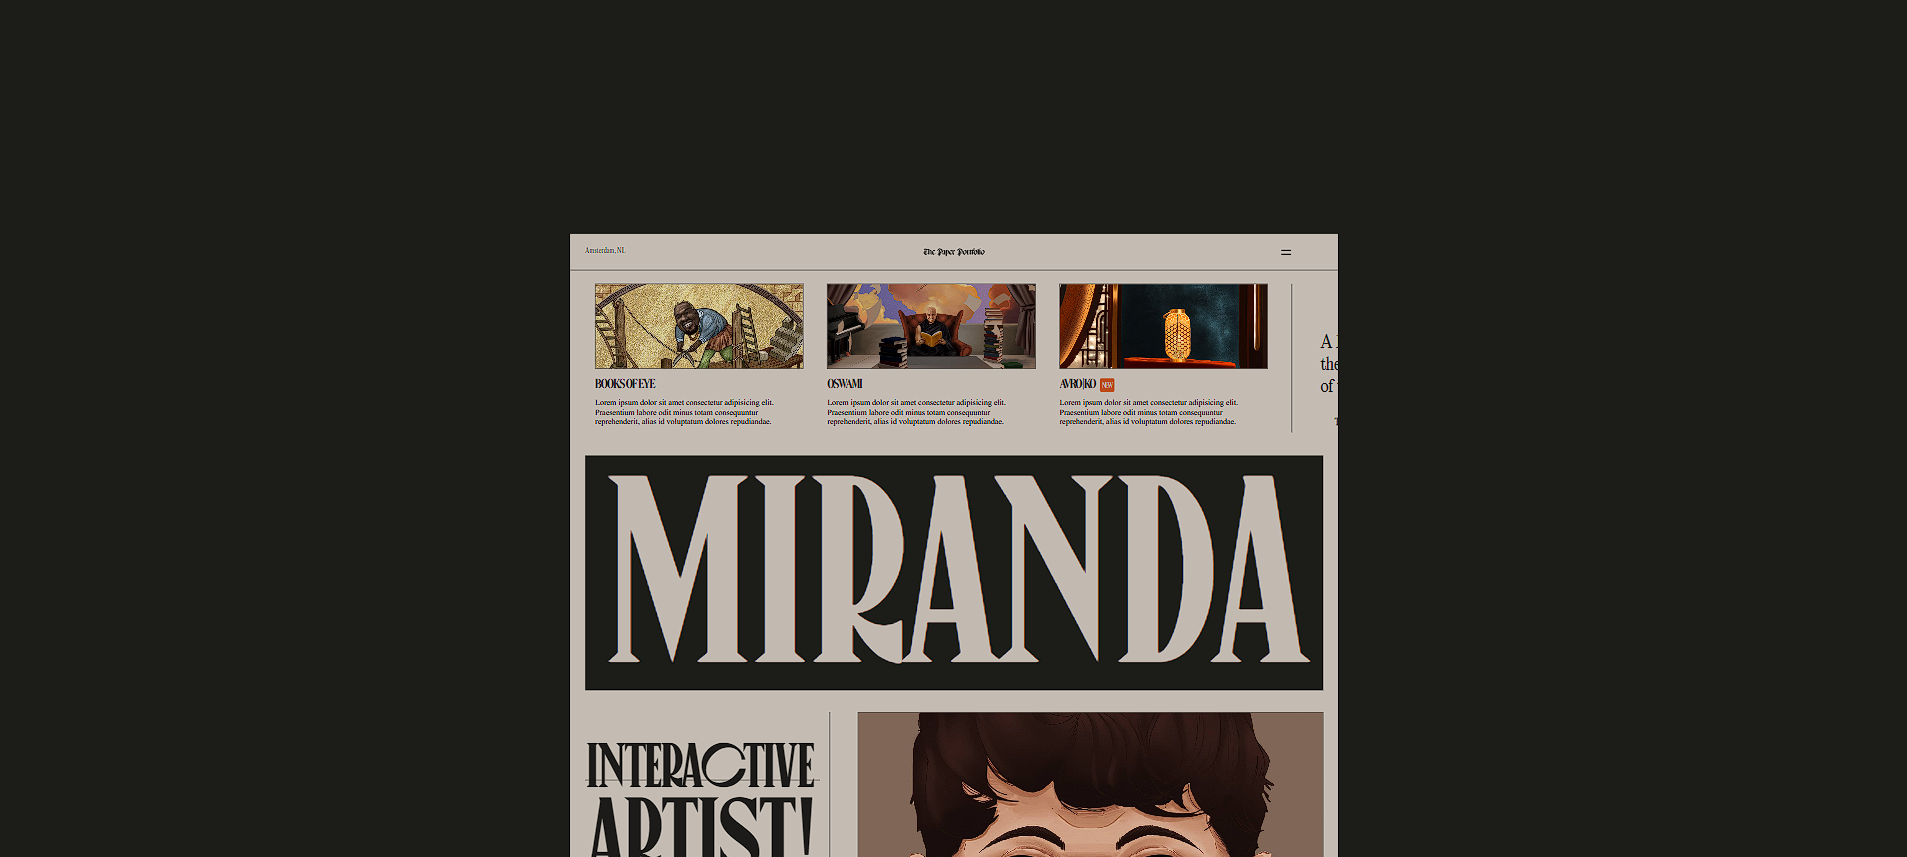 Amsterdam, NL
The Paper Portfolio
BOOKS OF EYE
Lorem ipsum dolor sit amet consectetur adipisicing elit.
Praesentium labore odit minus totam consequuntur
reprehenderit, alias id voluptatum dolores repudiandae.
OSWAMI
Lorem ipsum dolor sit amet consectetur adipisicing elit.
Praesentium labore odit minus totam consequuntur
reprehenderit, alias id voluptatum dolores repudiandae.
AVRO|KO NEW
Lorem ipsum dolor sit amet consectetur adipisicing elit.
Praesentium labore odit minus totam consequuntur
reprehenderit, alias id voluptatum dolores repudiandae.
A
the
of
MIRANDA
INTERACTIVE
ARTIST!